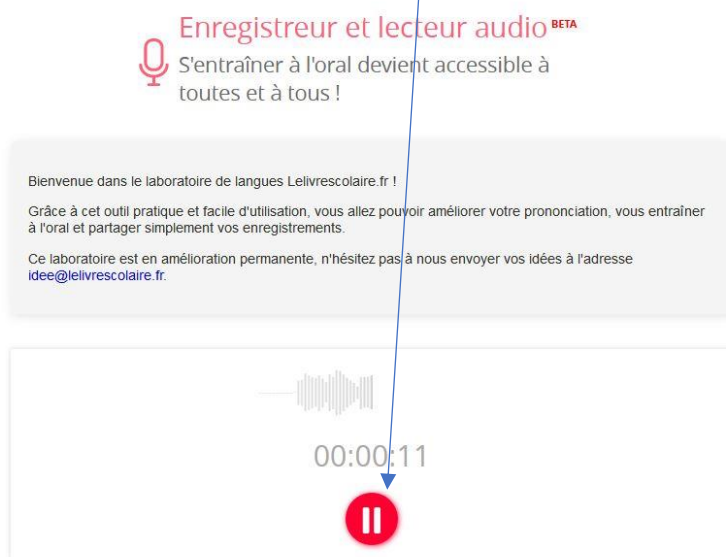 Enregistreur et lecteur audio BETA
S'entraîner à l'oral devient accessible à
toutes et à tous !
Bienvenue dans le laboratoire de langues Lelivrescolaire.fr !
Grâce à cet outil pratique et facile d'utilisation, vous allez pouvoir améliorer votre prononciation, vous entraîner
à l'oral et partager simplement vos enregistrements.
Ce laboratoire est en amélioration permanente, n'hésitez pas à nous envoyer vos idées à l'adresse
idee@lelivrescolaire.fr.
00:00:11